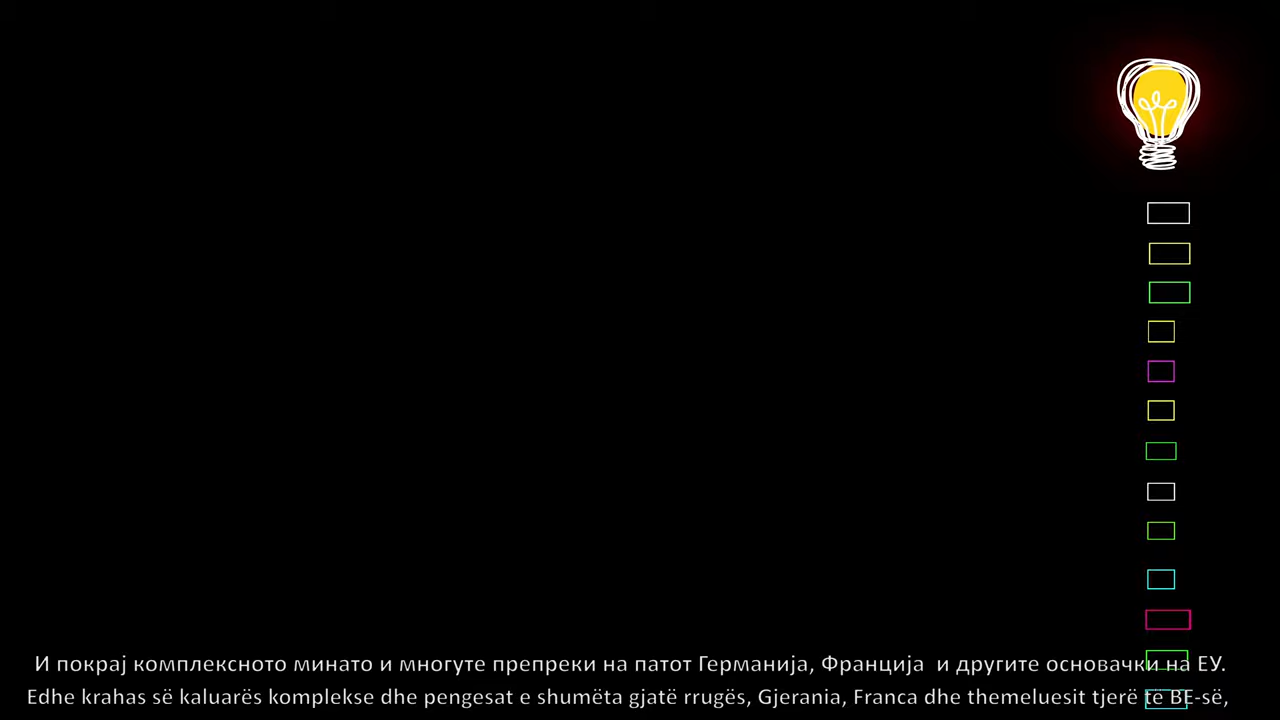 И покрај комплексното минато и многуте препреки на патот Германија, Франција и другите основачки на ЕУ.
Edhe krahas së kaluarës komplekse dhe pengesat e shumëta gjatë rrugës, Gjerania, Franca dhe themeluesit tjerë të BE-së,